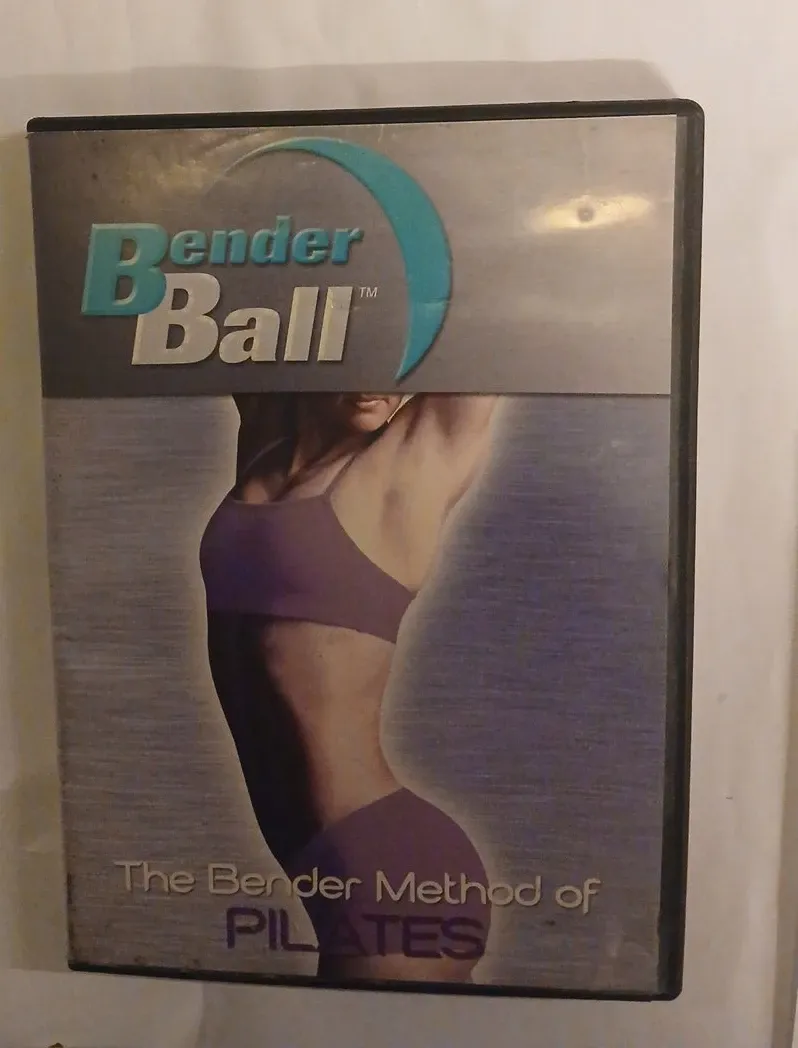 Bender
Ball™
The Bender Method of
PILATES